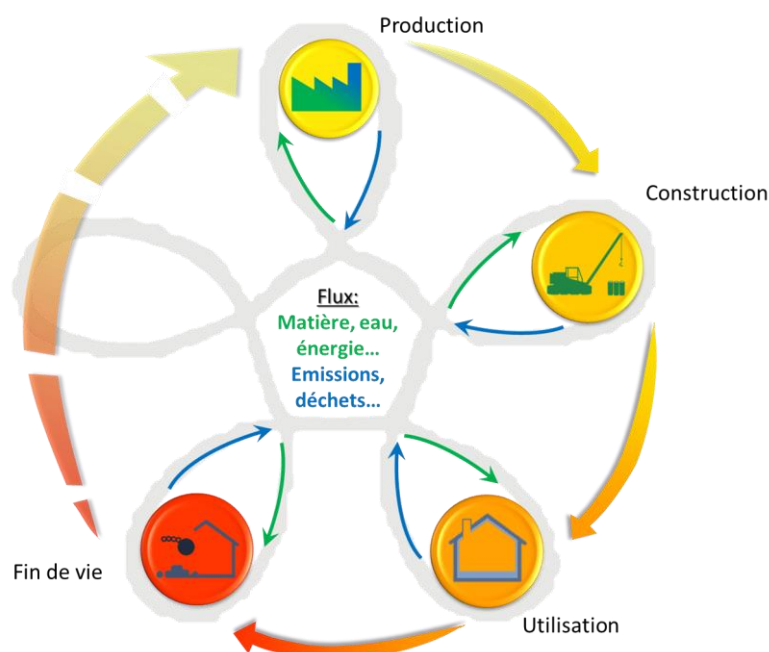 Production
Construction
Flux:
Matière, eau,
énergie...
Emissions,
déchets...
Fin de vie
Utilisation